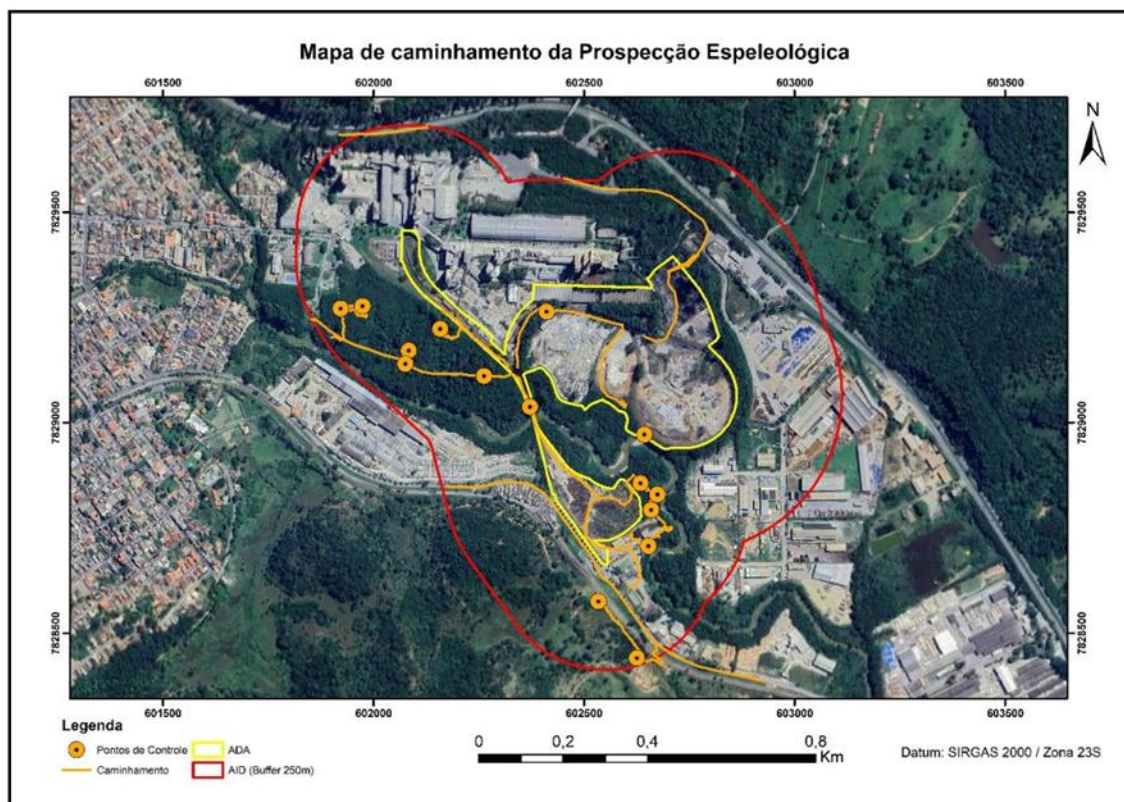 Mapa de caminhamento da Prospecção Espeleológica
601500 602000 602500 603000 603500
N
7829500 7829500
7829000 7829000
7828500 7828500
601500 602000 602500 603000 603500
Legenda
Pontos de Controle ADA
Caminhamento AID (Buffer 250m)
0 0,2 0,4 0,8
Km
Datum: SIRGAS 2000 / Zona 23S